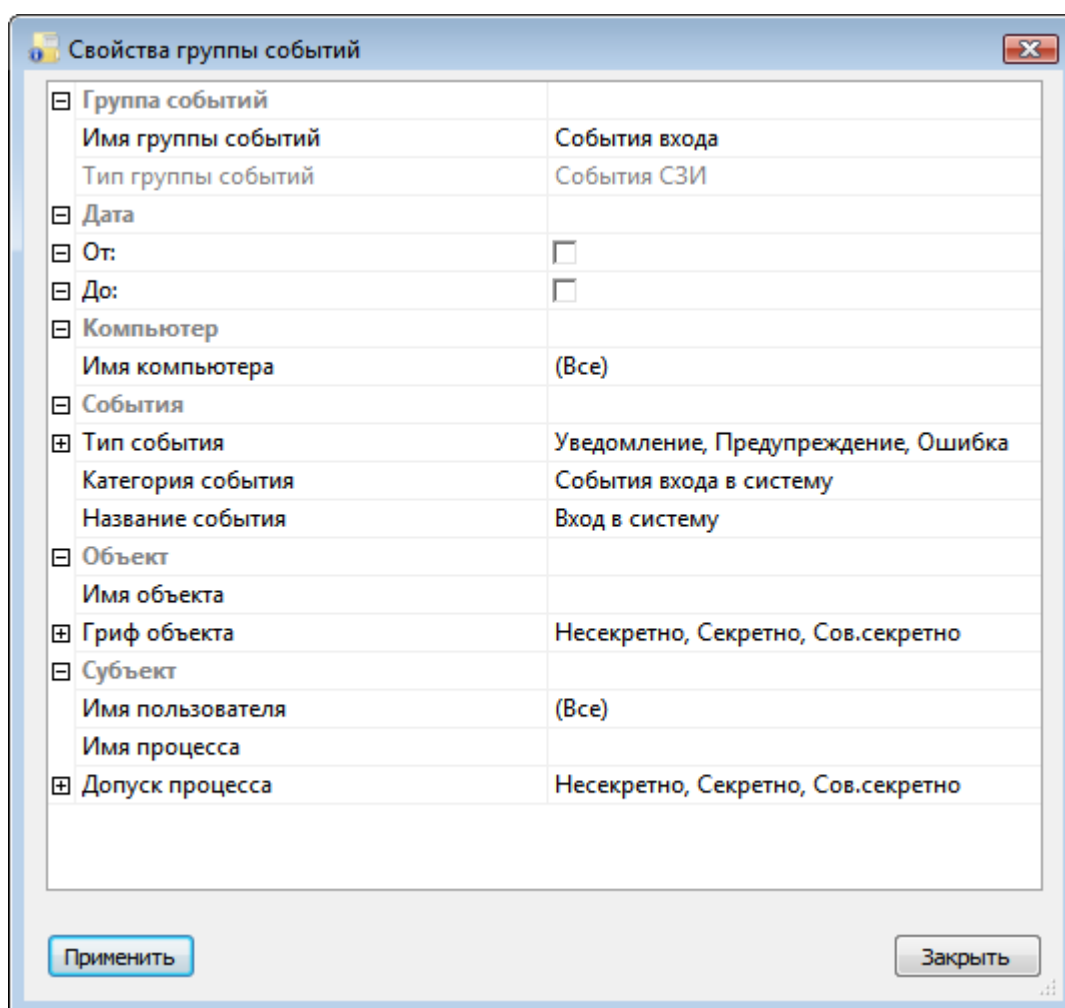 Свойства группы событий
Группа событий
Имя группы событий События входа
Тип группы событий События СЗИ
Дата
От:
До:
Компьютер
Имя компьютера (Все)
События
Тип события Уведомление, Предупреждение, Ошибка
Категория события События входа в систему
Название события Вход в систему
Объект
Имя объекта
Гриф объекта Несекретно, Секретно, Сов.секретно
Субъект
Имя пользователя (Все)
Имя процесса
Допуск процесса Несекретно, Секретно, Сов.секретно
Применить Закрыть